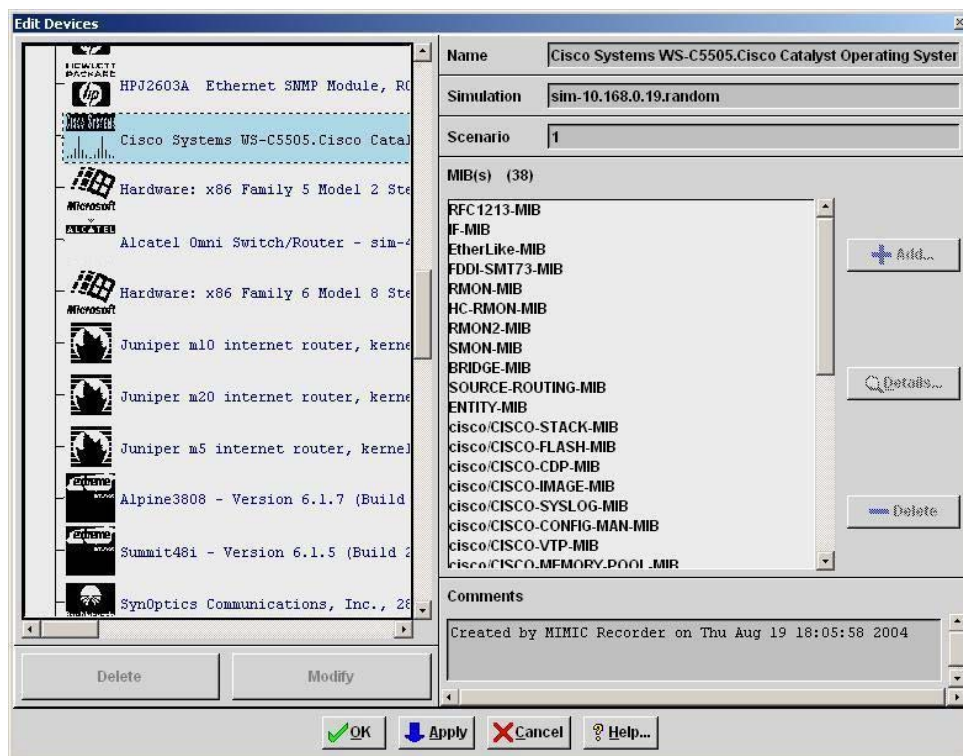 Edit Devices
HEWLETT
PACKARD
hp
HPJ2603A Ethernet SNMP Module, RO
Cisco Systems
Cisco Systems WS-C5505.Cisco Catal
Microsoft
Hardware: x86 Family 5 Model 2 Ste
ALCATEL
Alcatel Omni Switch/Router - sim-4
Microsoft
Hardware: x86 Family 6 Model 8 Ste
Juniper m10 internet router, kerne
Juniper m20 internet router, kerne
Juniper m5 internet router, kernel
extreme
Alpine3808 - Version 6.1.7 (Build
extreme
Summit48i - Version 6.1.5 (Build 2
SynOptics Communications, Inc., 28
Delete
Modify
Name
Cisco Systems WS-C5505.Cisco Catalyst Operating System
Simulation
sim-10.168.0.19.random
Scenario
1
MIB(s) (38)
RFC1213-MIB
IF-MIB
EtherLike-MIB
FDDI-SMT73-MIB
RMON-MIB
HC-RMON-MIB
RMON2-MIB
SMON-MIB
BRIDGE-MIB
SOURCE-ROUTING-MIB
ENTITY-MIB
cisco/CISCO-STACK-MIB
cisco/CISCO-FLASH-MIB
cisco/CISCO-CDP-MIB
cisco/CISCO-IMAGE-MIB
cisco/CISCO-SYSLOG-MIB
cisco/CISCO-CONFIG-MAN-MIB
cisco/CISCO-VTP-MIB
cisco/CISCO-MEMORY-POOL-MIB
Add...
Details...
Delete
Comments
Created by MIMIC Recorder on Thu Aug 19 18:05:58 2004
OK
Apply
Cancel
Help...